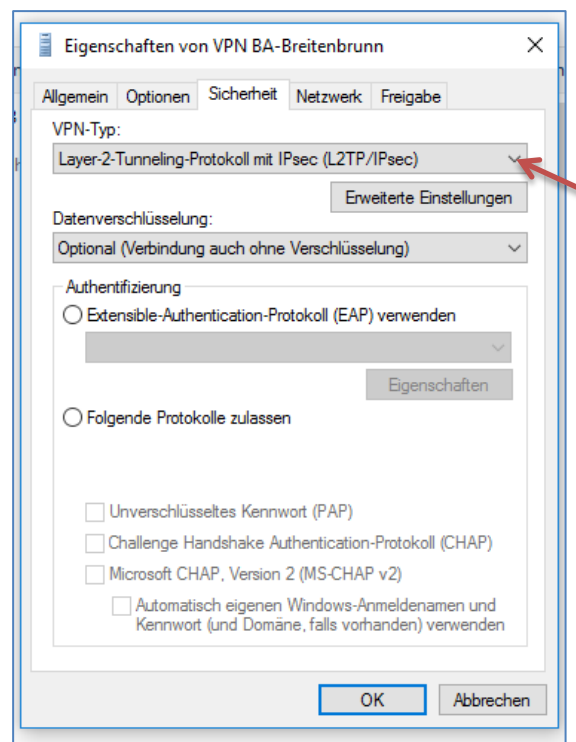 Eigenschaften von VPN BA-Breitenbrunn
Allgemein Optionen Sicherheit Netzwerk Freigabe
VPN-Typ:
Layer-2-Tunneling-Protokoll mit IPsec (L2TP/IPsec)
Erweiterte Einstellungen
Datenverschlüsselung:
Optional (Verbindung auch ohne Verschlüsselung)
Authentifizierung
Extensible-Authentication-Protokoll (EAP) verwenden
Eigenschaften
Folgende Protokolle zulassen
Unverschlüsseltes Kennwort (PAP)
Challenge Handshake Authentication-Protokoll (CHAP)
Microsoft CHAP, Version 2 (MS-CHAP v2)
Automatisch eigenen Windows-Anmeldenamen und
Kennwort (und Domäne, falls vorhanden) verwenden
OK Abbrechen